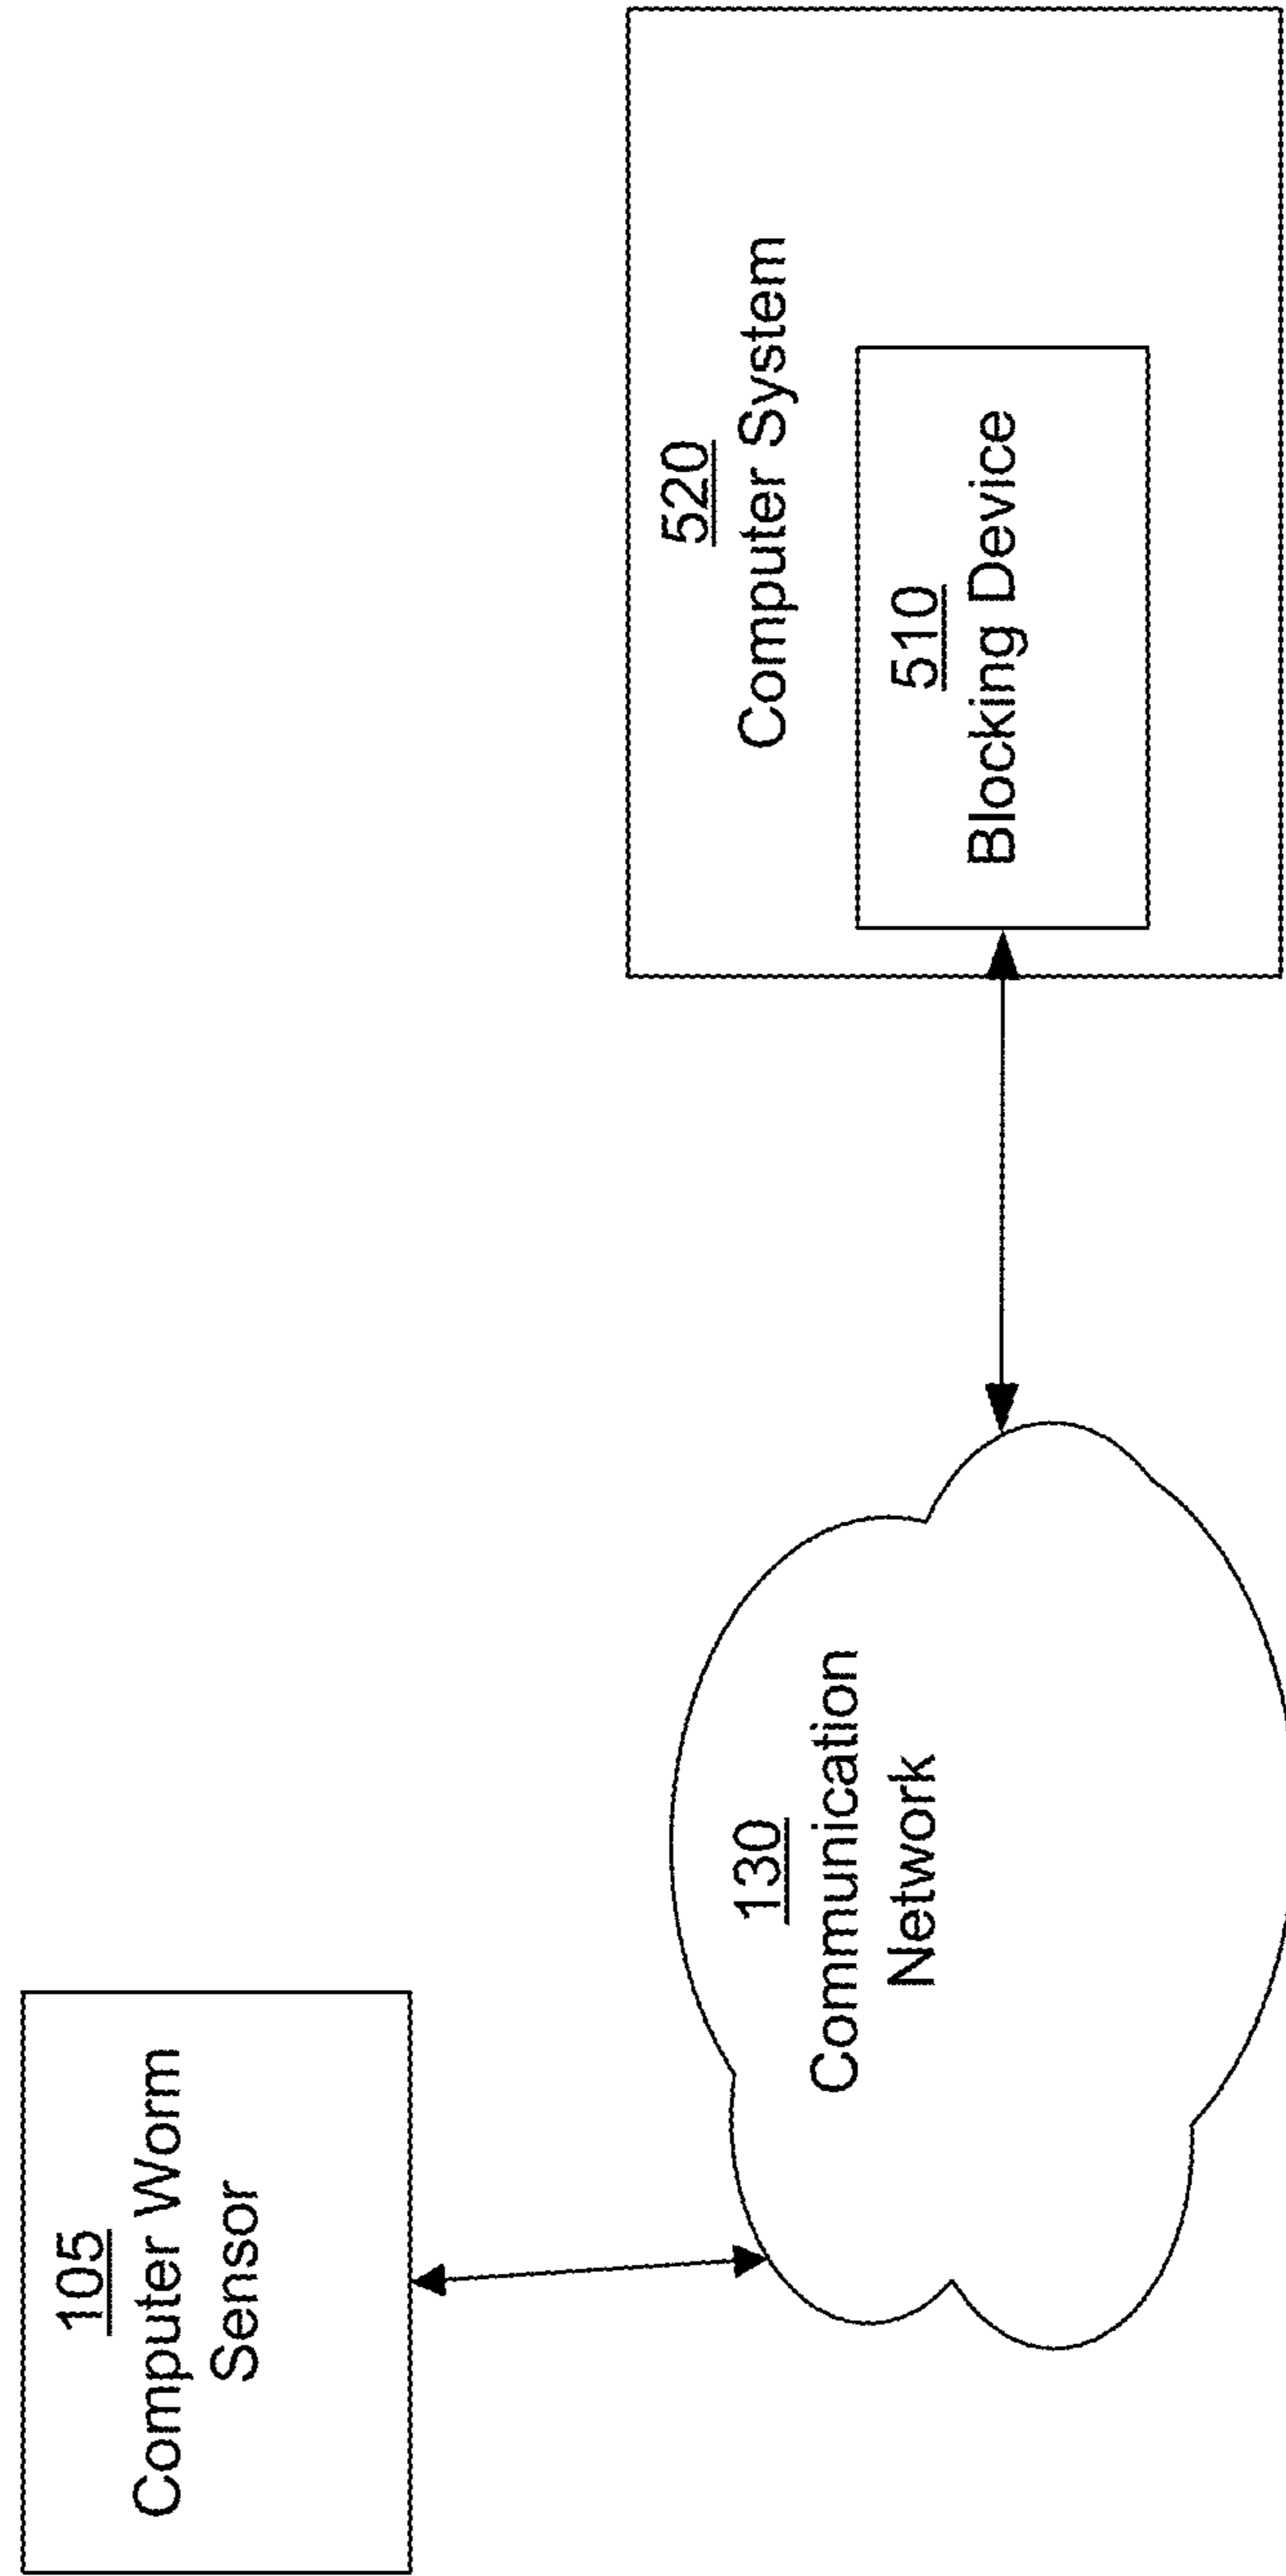 105
Computer Worm
Sensor
130
Communication
Network
520
Computer System
510
Blocking Device